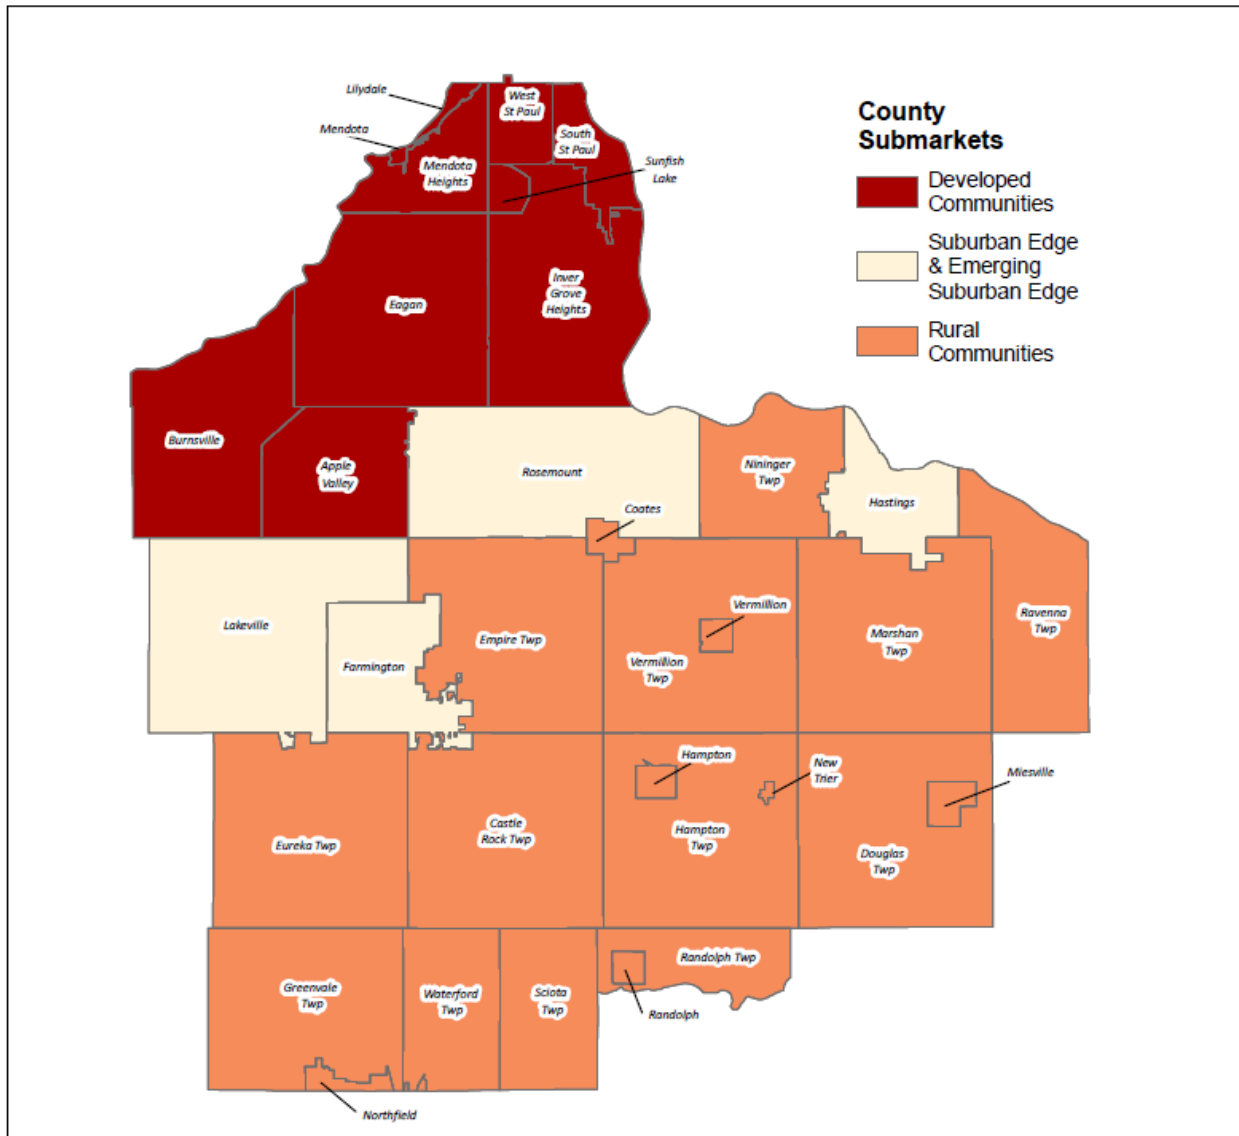 Lilydale
Mendota
West
St Paul
South
St Paul
Sunfish
Lake
Mendota
Heights
Eagan
Inver
Grove
Heights
Burnsville
Apple
Valley
Rosemount
Coates
Nininger
Twp
Hastings
Lakeville
Farmington
Empire Twp
Vermillion
Vermillion
Twp
Marshan
Twp
Ravenna
Twp
Eureka Twp
Castle
Rock Twp
Hampton
New
Trier
Hampton
Twp
Miesville
Douglas
Twp
Greenvale
Twp
Waterford
Twp
Sciota
Twp
Randolph Twp
Randolph
Northfield
County
Submarkets
Developed
Communities
Suburban Edge
& Emerging
Suburban Edge
Rural
Communities